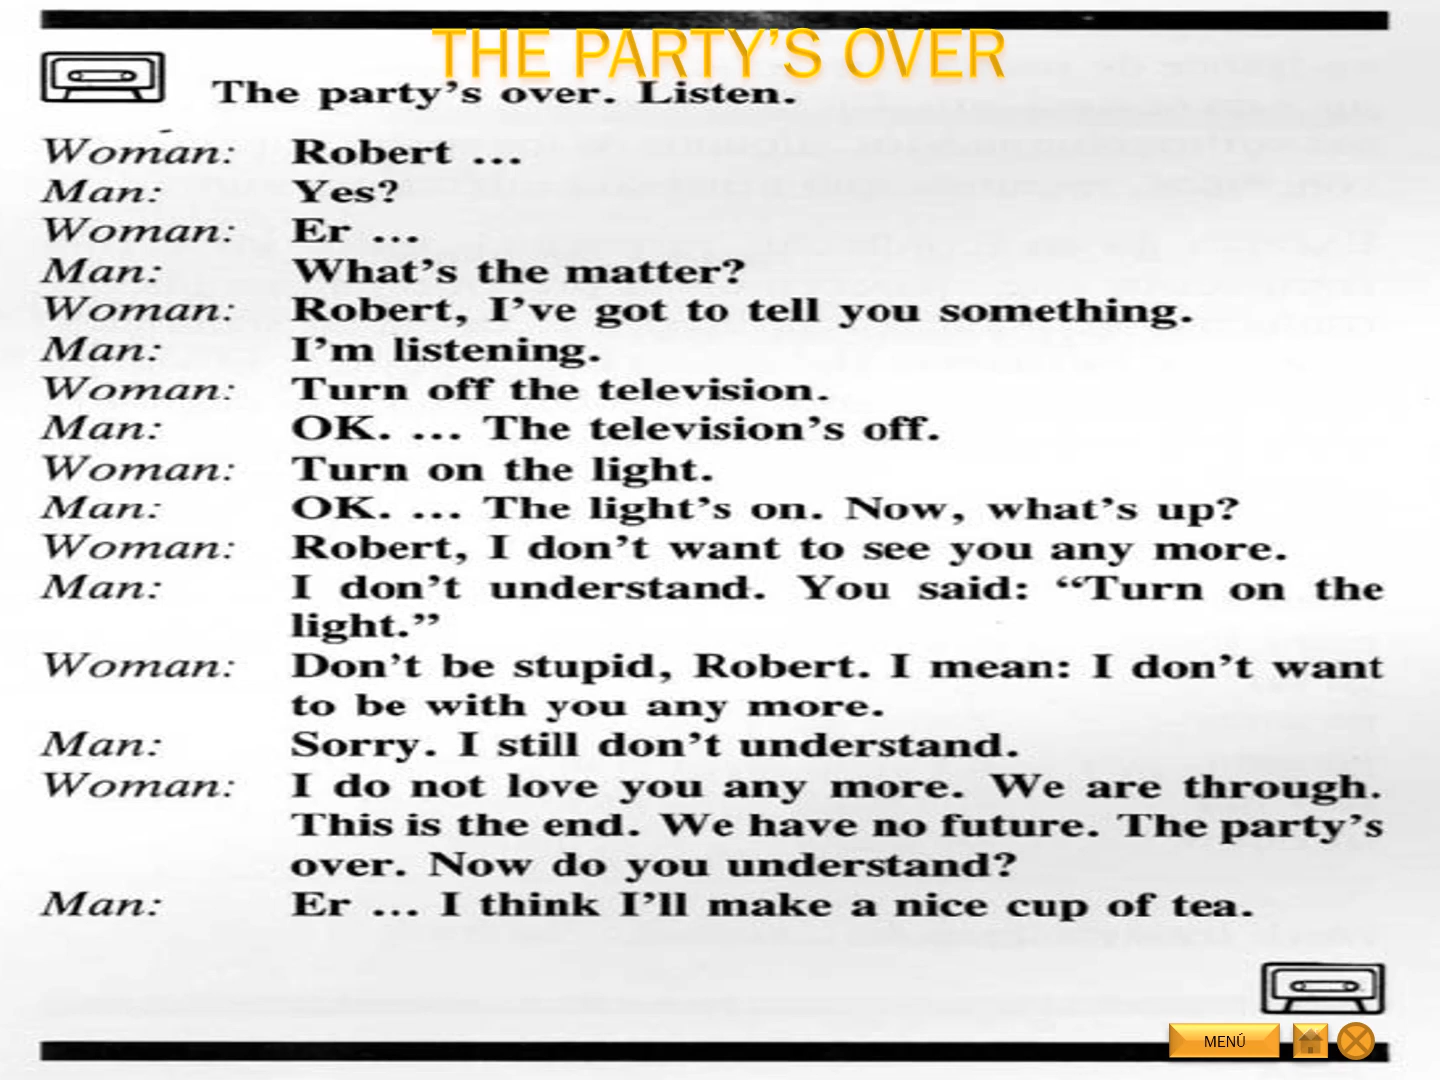 THE PARTY'S OVER
The party's over. Listen.
Woman: Robert ...
Man: Yes?
Woman: Er ...
Man: What's the matter?
Woman: Robert, I've got to tell you something.
Man: I'm listening.
Woman: Turn off the television.
Man: OK. ... The television's off.
Woman: Turn on the light.
Man: OK. ... The light's on. Now, what's up?
Woman: Robert, I don't want to see you any more.
Man: I don't understand. You said: “Turn on the
light.”
Woman: Don't be stupid, Robert. I mean: I don't want
to be with you any more.
Man: Sorry. I still don't understand.
Woman: I do not love you any more. We are through.
This is the end. We have no future. The party's
over. Now do you understand?
Man: Er ... I think I'll make a nice cup of tea.
MENÚ